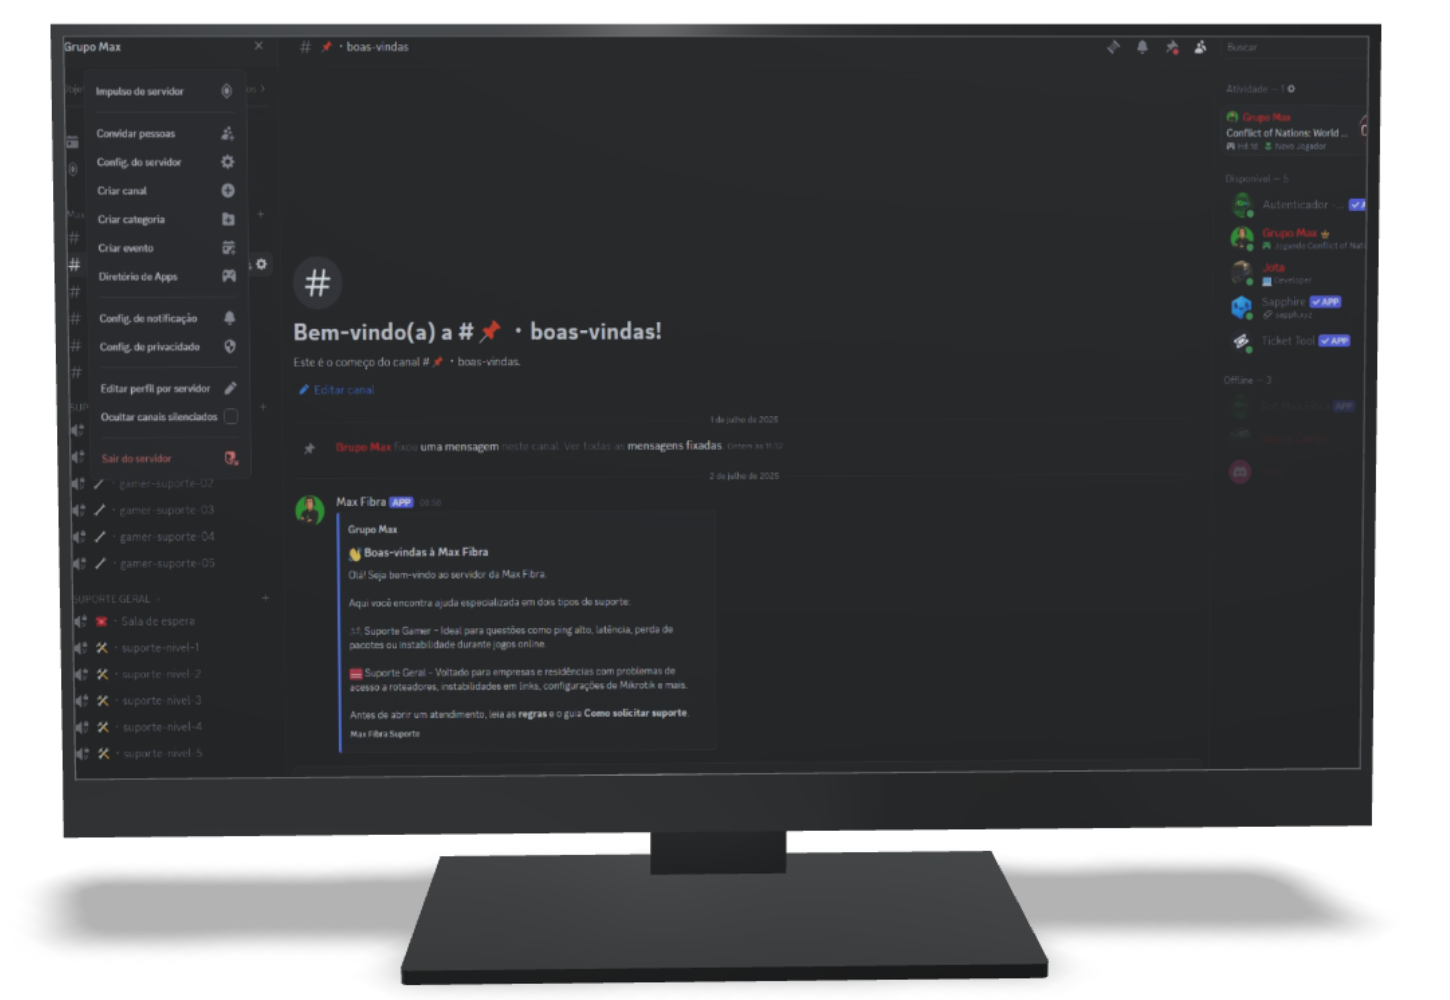 Grupo Max
# • boas-vindas
Buscar
Impulso de servidor
Convidar pessoas
Config. do servidor
Criar canal
Criar categoria
Criar evento
Diretório de Apps
Config. de notificação
Config. de privacidade
Editar perfil por servidor
Ocultar canais silenciados
Sair do servidor
gamer-suporte-02
gamer-suporte-03
gamer-suporte-04
gamer-suporte-05
SUPORTE GERAL
Sala de espera
suporte-nivel-1
suporte-nivel-2
suporte-nivel-3
suporte-nivel-4
suporte-nivel-5
#
Bem-vindo(a) a # • boas-vindas!
Este é o começo do canal # • boas-vindas.
Editar canal
1 de julho de 2025
Grupo Max fixou uma mensagem neste canal. Ver todas as mensagens fixadas. Ontem às 11:32
2 de julho de 2025
Max Fibra APP 08:58
Grupo Max
Boas-vindas à Max Fibra
Olá! Seja bem-vindo ao servidor da Max Fibra.
Aqui você encontra ajuda especializada em dois tipos de suporte:
Suporte Gamer – Ideal para questões como ping alto, latência, perda de
pacotes ou instabilidade durante jogos online.
Suporte Geral – Voltado para empresas e residências com problemas de
acesso a roteadores, instabilidades em links, configurações de Mikrotik e mais.
Antes de abrir um atendimento, leia as regras e o guia Como solicitar suporte.
Max Fibra Suporte
Atividade — 1
Grupo Max
Conflict of Nations: World ...
Novo Jogador
Disponível — 5
Autenticador - ...
Grupo Max
Jogando Conflict of Nati
Jota
Developer
Sapphire APP
sapph.xyz
Ticket Tool APP
Offline — 3
APP